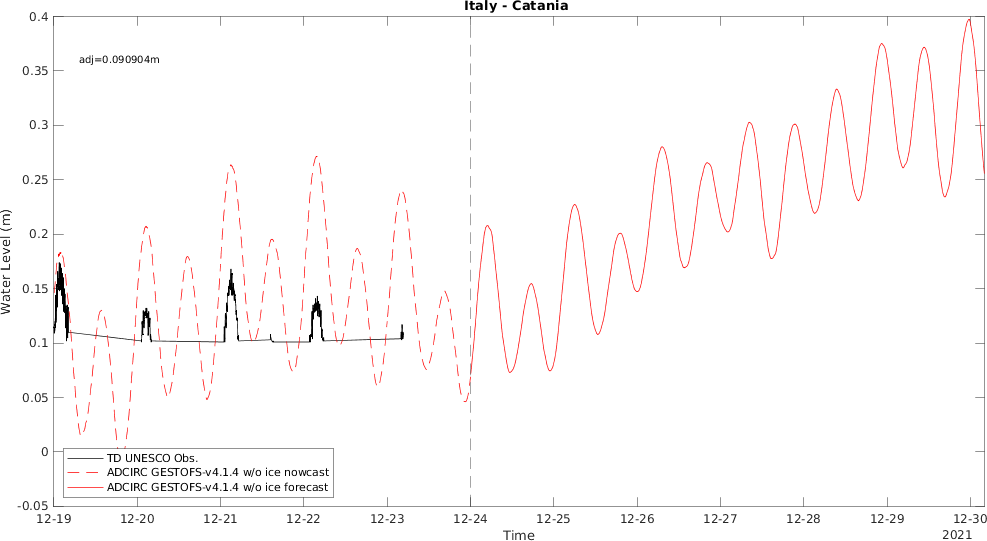 Italy - Catania
adj=0.090904m
Water Level (m)
0.4
0.35
0.3
0.25
0.2
0.15
0.1
0.05
0
-0.05
TD UNESCO Obs.
ADCIRC GESTOFS-v4.1.4 w/o ice nowcast
ADCIRC GESTOFS-v4.1.4 w/o ice forecast
12-19 12-20 12-21 12-22 12-23 12-24 12-25 12-26 12-27 12-28 12-29 12-30
Time
2021